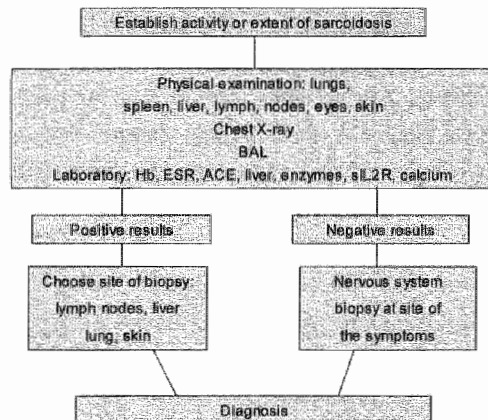 Establish activity or extent of sarcoidosis
Physical examination: lungs,
spleen, liver, lymph, nodes, eyes, skin
Chest X-ray
BAL
Laboratory: Hb, ESR, ACE, liver, enzymes, sIL2R, calcium
Positive results
Negative results
Choose site of biopsy:
lymph nodes, liver
lung, skin
Nervous system
biopsy at site of
the symptoms
Diagnosis